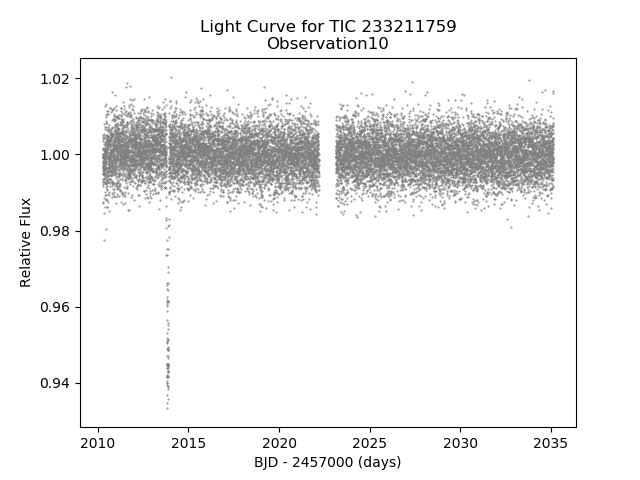 Light Curve for TIC 233211759
Observation10
1.02
1.00
0.98
0.96
0.94
Relative Flux
2010 2015 2020 2025 2030 2035
BJD - 2457000 (days)